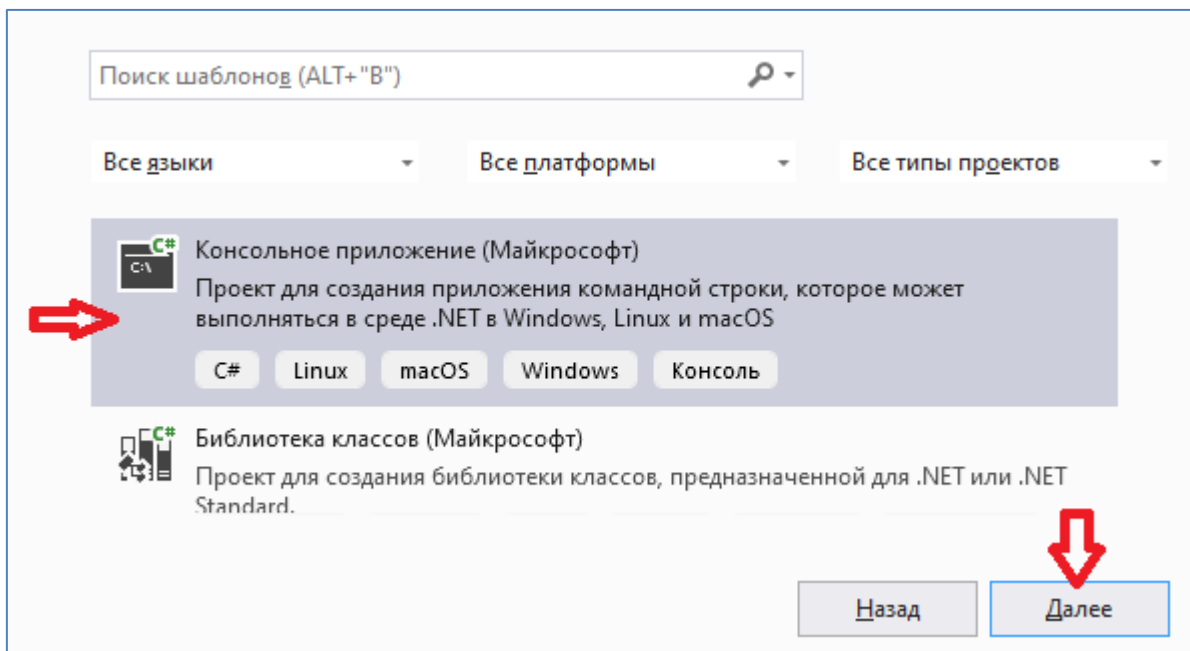 Поиск шаблонов (ALT+"В")
Все языки
Все платформы
Все типы проектов
C#
C:\
Консольное приложение (Майкрософт)
Проект для создания приложения командной строки, которое может
выполняться в среде .NET в Windows, Linux и macOS
C#
Linux
macOS
Windows
Консоль
C#
Библиотека классов (Майкрософт)
Проект для создания библиотеки классов, предназначенной для .NET или .NET
Standard.
Назад
Далее